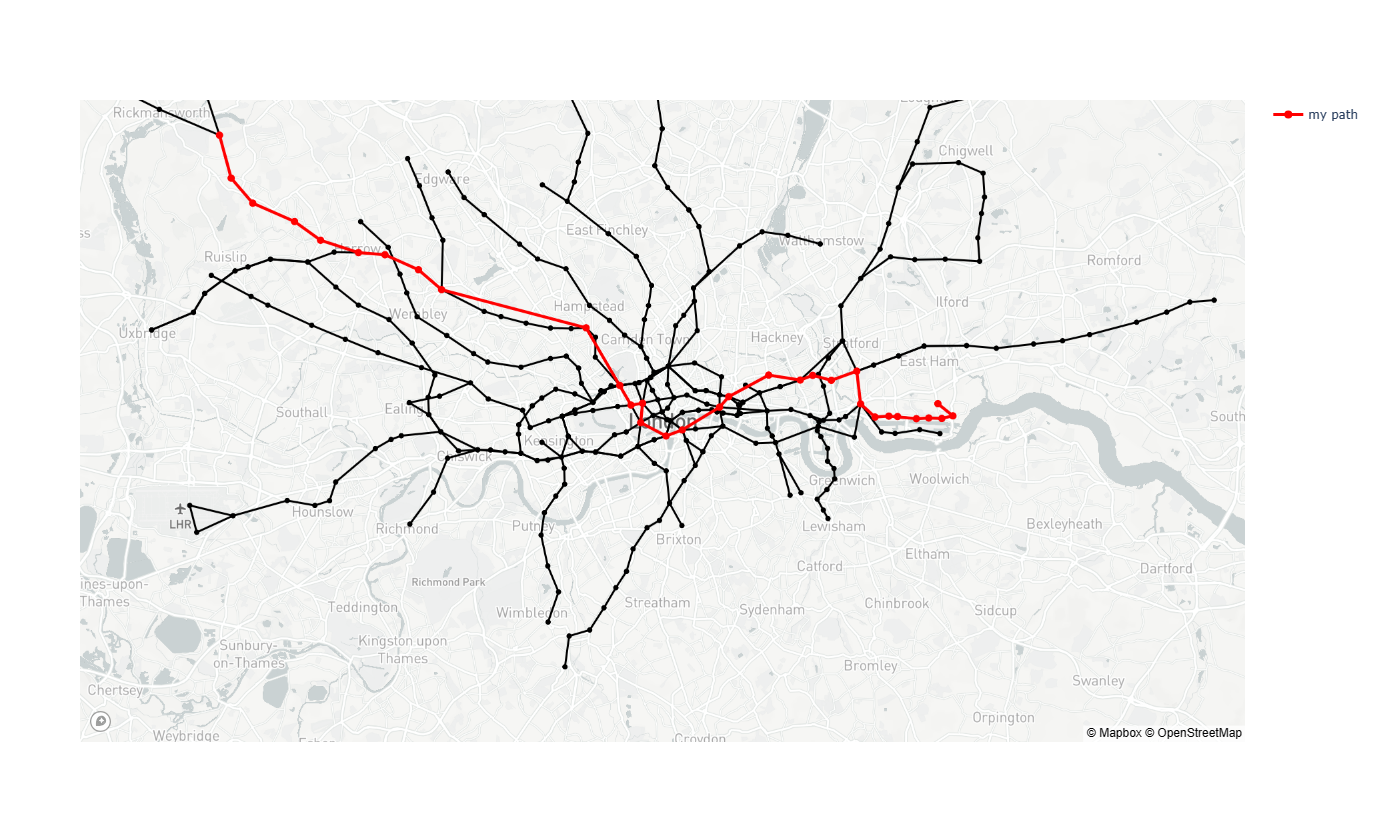 my path
Rickmansworth
Chigwell
Edgware
ss
East Finchley
Walthamstow
Ruislip
Romford
Hampstead
Ilford
Wembley
Uxbridge
Camden Town
Hackney
Stratford
East Ham
Southall
Ealing
London
South
Kensington
Chiswick
Greenwich
Woolwich
LHR
Hounslow
Richmond
Putney
Lewisham
Bexleyheath
Brixton
Eltham
Catford
Dartford
ines-upon-
Thames
Richmond Park
Teddington
Wimbledon
Streatham
Sydenham
Chinbrook
Sidcup
Sunbury-
on-Thames
Kingston upon
Thames
Bromley
Swanley
Chertsey
Orpington
Weybridge
Croydon
© Mapbox © OpenStreetMap